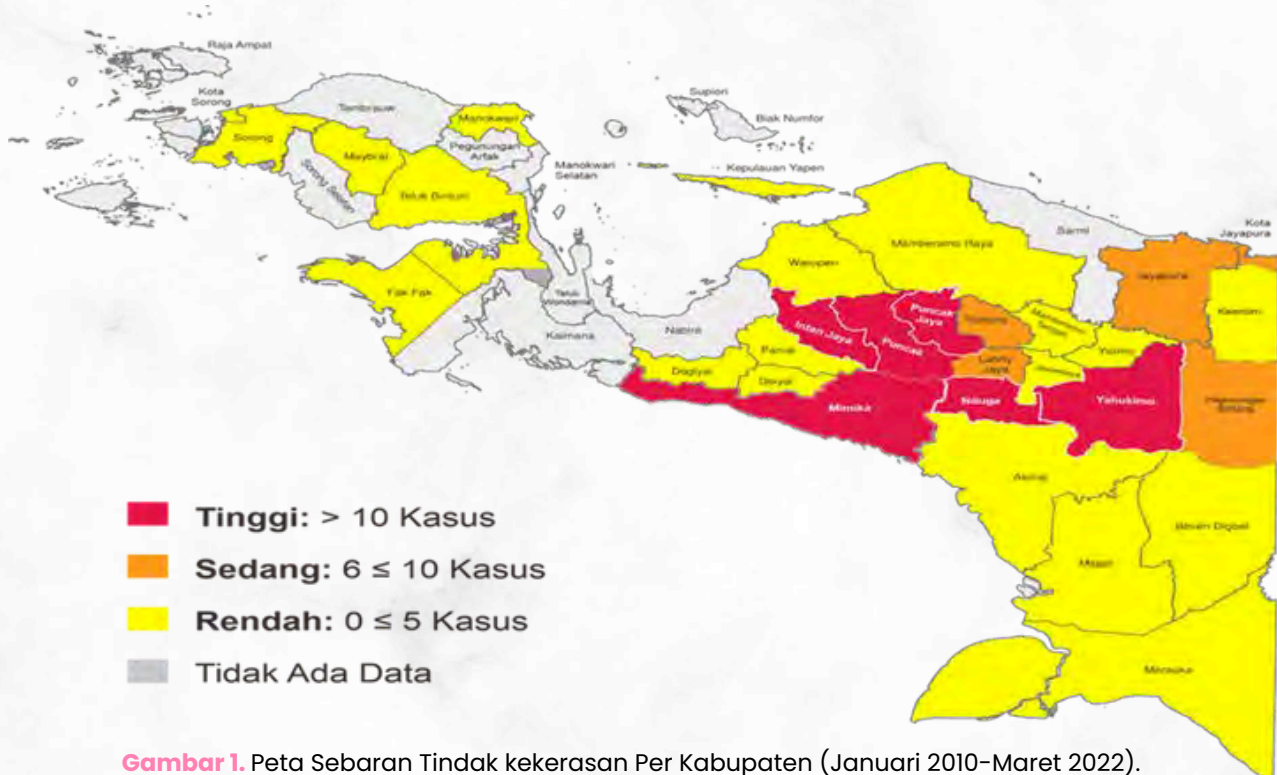 Raja Ampat
Kota
Sorong
Tambrauw
Manokwari
Sorong
Maybrat
Pegunungan
Arfak
Manokwari
Selatan
Sorong Selatan
Teluk Bintuni
Supiori
Biak Numfor
Kepulauan Yapen
Fak Fak
Teluk
Wondama
Kaimana
Nabire
Waropen
Mamberamo Raya
Sarmi
Kota
Jayapura
Jayapura
Keerom
Intan Jaya
Puncak
Puncak
Jaya
Lanny
Jaya
Yalimo
Paniai
Dogiyai
Deiyai
Mimika
Nduga
Yahukimo
Pegunungan
Bintang
Asmat
Boven Digoel
Mappi
Merauke
Tinggi: > 10 Kasus
Sedang: 6 ≤ 10 Kasus
Rendah: 0 ≤ 5 Kasus
Tidak Ada Data
Gambar 1. Peta Sebaran Tindak kekerasan Per Kabupaten (Januari 2010-Maret 2022).